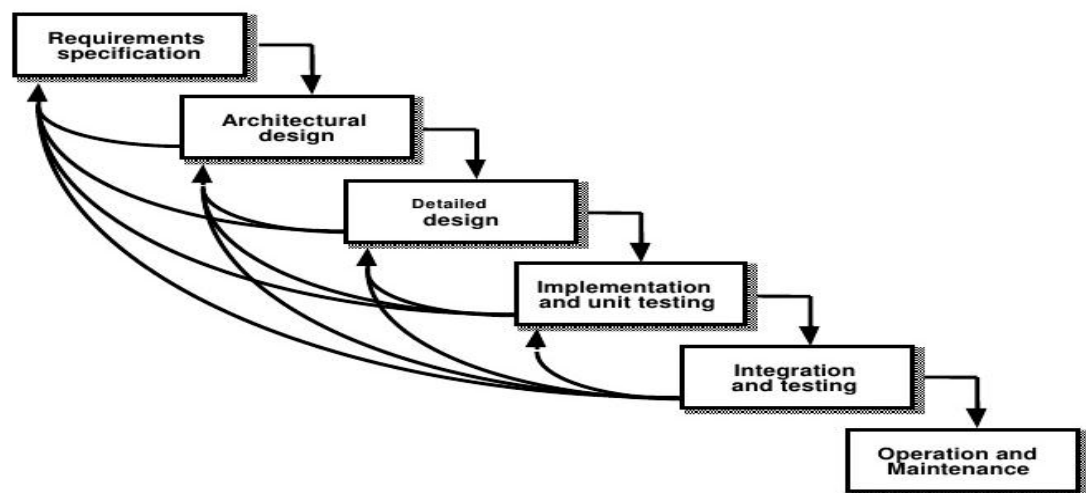 Requirements
specification
Architectural
design
Detailed
design
Implementation
and unit testing
Integration
and testing
Operation and
Maintenance